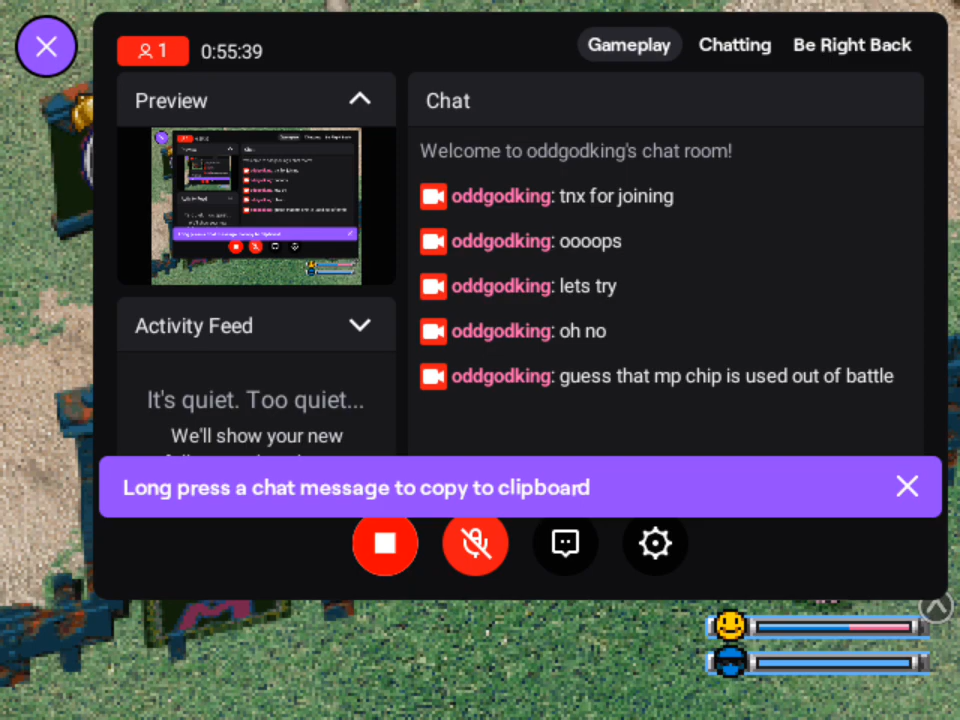 1 0:55:39
Gameplay Chatting Be Right Back
Preview
Chat
Welcome to oddgodking's chat room!
oddgodking: tnx for joining
oddgodking: oooops
oddgodking: lets try
oddgodking: oh no
oddgodking: guess that mp chip is used out of battle
Activity Feed
It's quiet. Too quiet...
We'll show your new
Long press a chat message to copy to clipboard